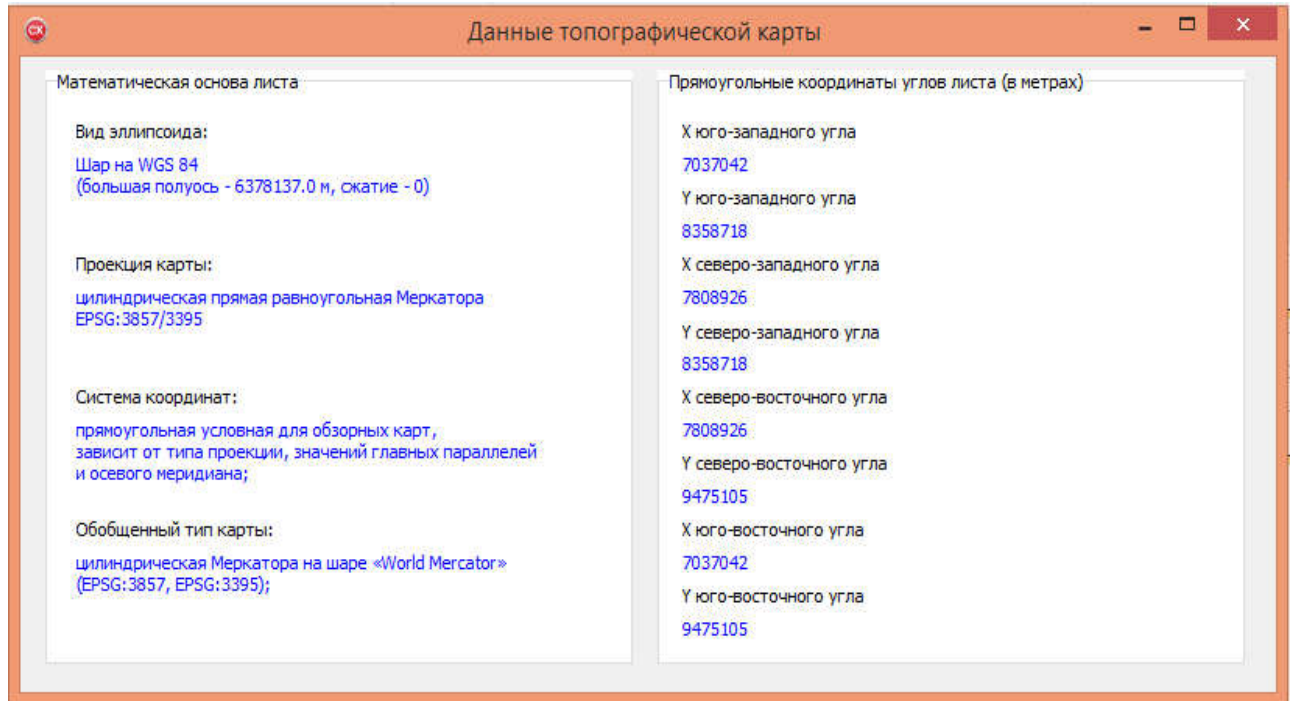 Данные топографической карты
Математическая основа листа
Вид эллипсоида:
Шар на WGS 84
(большая полуось - 6378137.0 м, сжатие - 0)
Проекция карты:
цилиндрическая прямая равноугольная Меркатора
EPSG:3857/3395
Система координат:
прямоугольная условная для обзорных карт,
зависит от типа проекции, значений главных параллелей
и осевого меридиана;
Обобщенный тип карты:
цилиндрическая Меркатора на шаре «World Mercator»
(EPSG:3857, EPSG:3395);
Прямоугольные координаты углов листа (в метрах)
X юго-западного угла
7037042
Y юго-западного угла
8358718
X северо-западного угла
7808926
Y северо-западного угла
8358718
X северо-восточного угла
7808926
Y северо-восточного угла
9475105
X юго-восточного угла
7037042
Y юго-восточного угла
9475105